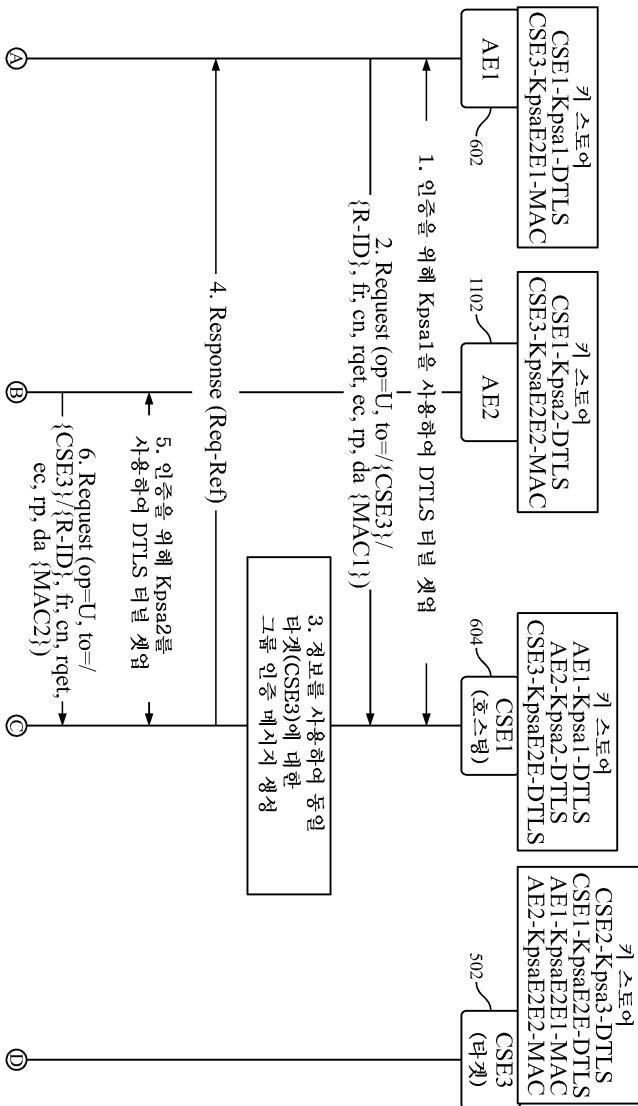 키 스토어
CSE1-Kpsa1-DTLS
CSE3-KpsaE2E1-MAC
AE1
602
키 스토어
CSE1-Kpsa2-DTLS
CSE3-KpsaE2E2-MAC
AE2
1102
키 스토어
AE1-Kpsa1-DTLS
AE2-Kpsa2-DTLS
CSE3-KpsaE2E-DTLS
CSE1
(호스팅)
604
키 스토어
CSE2-Kpsa3-DTLS
CSE1-KpsaE2E-DTLS
AE1-KpsaE2E1-MAC
AE2-KpsaE2E2-MAC
CSE3
(타겟)
502
1. 인증을 위해 Kpsa1을 사용하여 DTLS 터널 셋업
2. Request (op=U, to=/{CSE3}/
{R-ID}, fr, cn, rqet, ec, rp, da {MAC1})
3. 정보를 사용하여 동일
타겟(CSE3)에 대한
그룹 인증 메시지 생성
4. Response (Req-Ref)
5. 인증을 위해 Kpsa2를
사용하여 DTLS 터널 셋업
6. Request (op=U, to=/
{CSE3}/{R-ID}, fr, cn, rqet,
ec, rp, da {MAC2})
A
B
C
D